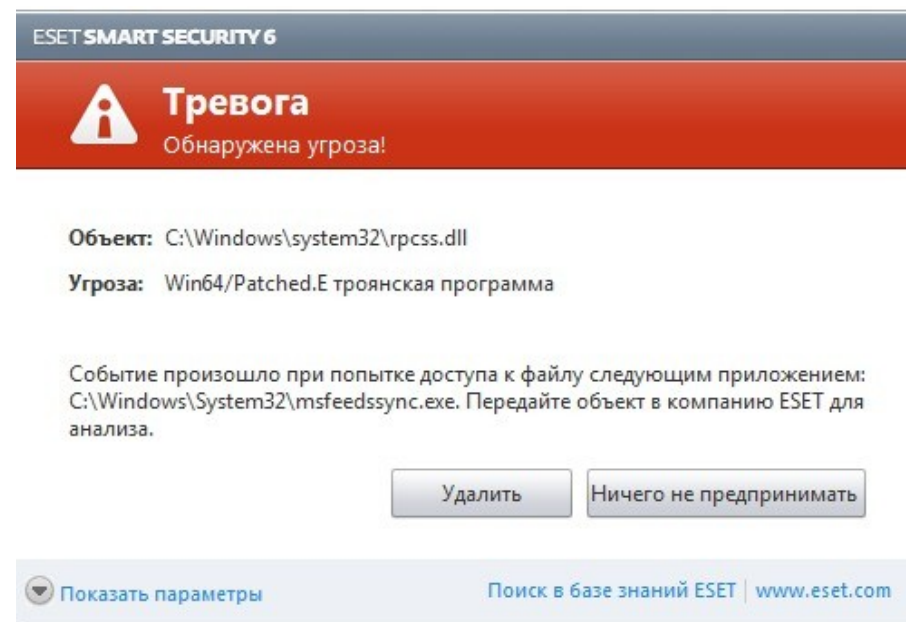 ESET SMART SECURITY 6
Тревога
Обнаружена угроза!
Объект: C:\Windows\system32\rpcss.dll
Угроза: Win64/Patched.E троянская программа
Событие произошло при попытке доступа к файлу следующим приложением:
C:\Windows\System32\msfeedssync.exe. Передайте объект в компанию ESET для
анализа.
Удалить
Ничего не предпринимать
Показать параметры
Поиск в базе знаний ESET | www.eset.com